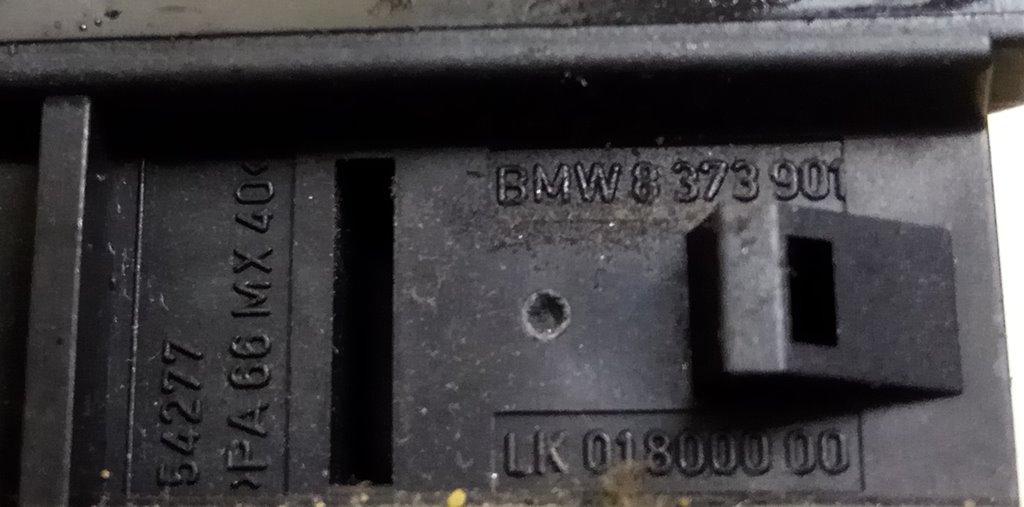 BMW 8 373 901
LK 018000 00
54277
>PA 66 MX 40<